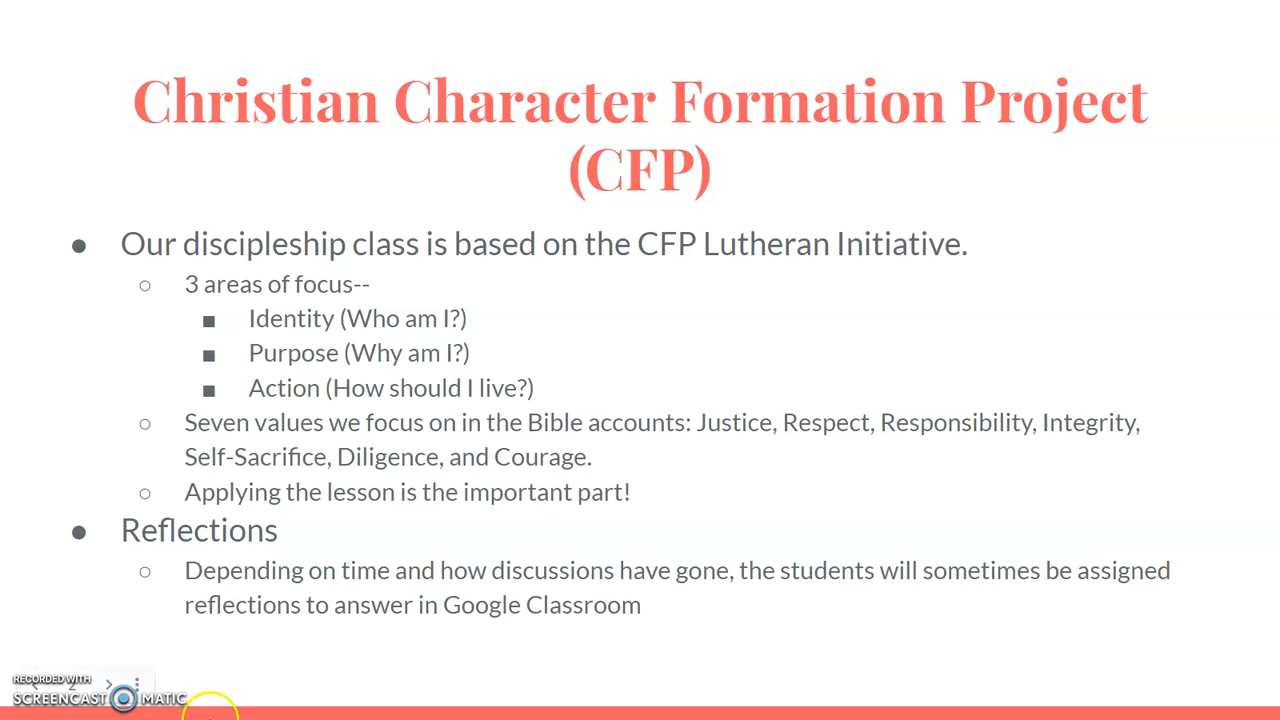 Christian Character Formation Project
(CFP)
● Our discipleship class is based on the CFP Lutheran Initiative.
○ 3 areas of focus--
■ Identity (Who am I?)
■ Purpose (Why am I?)
■ Action (How should I live?)
○ Seven values we focus on in the Bible accounts: Justice, Respect, Responsibility, Integrity,
Self-Sacrifice, Diligence, and Courage.
○ Applying the lesson is the important part!
● Reflections
○ Depending on time and how discussions have gone, the students will sometimes be assigned
reflections to answer in Google Classroom
RECORDED WITH
SCREENCAST MATIC